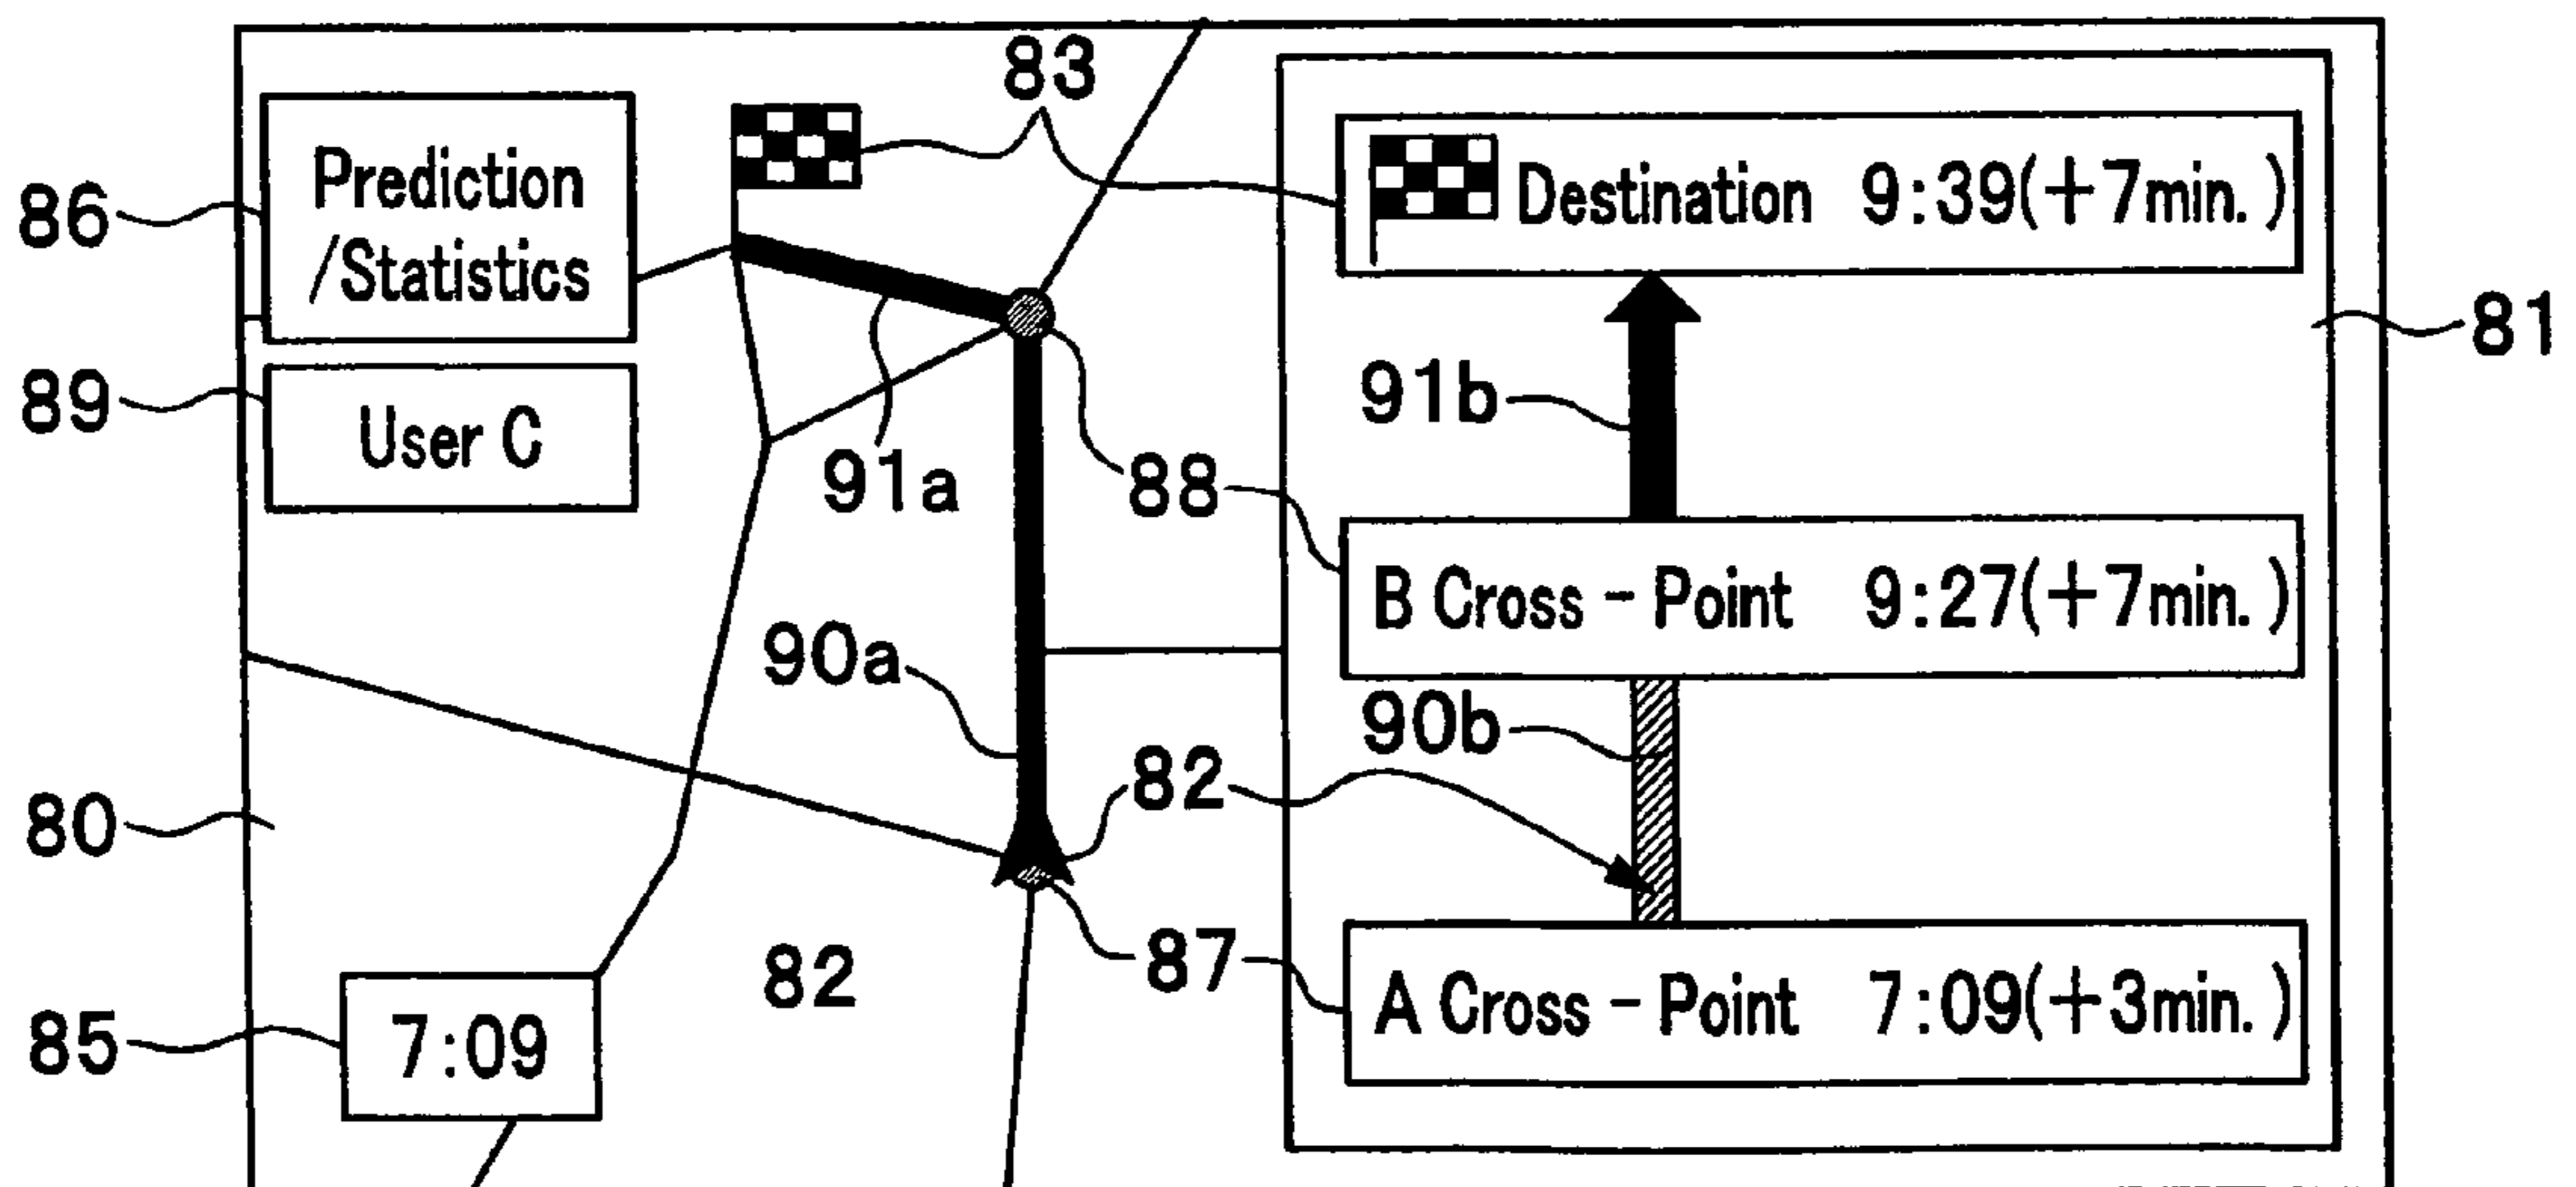 83
Prediction
/Statistics
86
Destination 9:39(+7min.)
81
89
User C
91a
91b
88
B Cross-Point 9:27(+7min.)
90a
90b
82
80
82
87
A Cross-Point 7:09(+3min.)
85
7:09